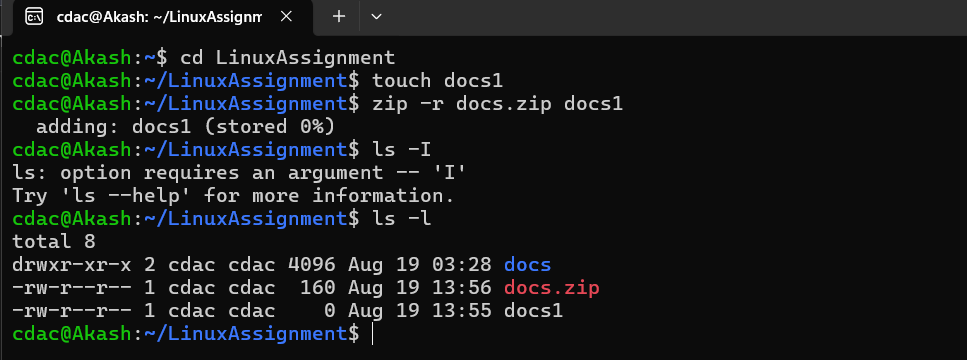 cdac@Akash: ~/LinuxAssignm
cdac@Akash:~$ cd LinuxAssignment
cdac@Akash:~/LinuxAssignment$ touch docs1
cdac@Akash:~/LinuxAssignment$ zip -r docs.zip docs1
  adding: docs1 (stored 0%)
cdac@Akash:~/LinuxAssignment$ ls -I
ls: option requires an argument -- 'I'
Try 'ls --help' for more information.
cdac@Akash:~/LinuxAssignment$ ls -l
total 8
drwxr-xr-x 2 cdac cdac 4096 Aug 19 03:28 docs
-rw-r--r-- 1 cdac cdac  160 Aug 19 13:56 docs.zip
-rw-r--r-- 1 cdac cdac    0 Aug 19 13:55 docs1
cdac@Akash:~/LinuxAssignment$